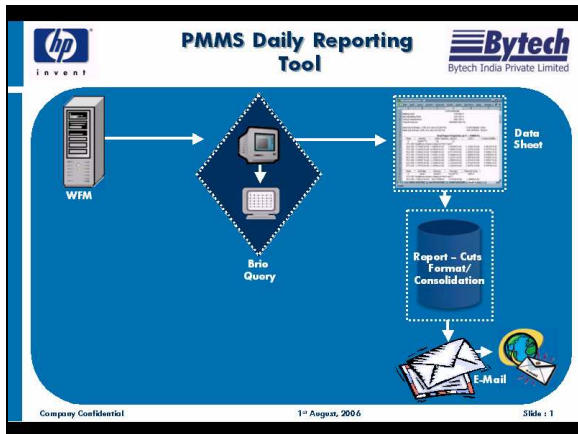 hp
invent
PMMS Daily Reporting
Tool
Bytech
Bytech India Private Limited
WFM
Brio
Query
Data
Sheet
Report – Cuts
Format/
Consolidation
E-Mail
Company Confidential
1st August, 2006
Slide : 1